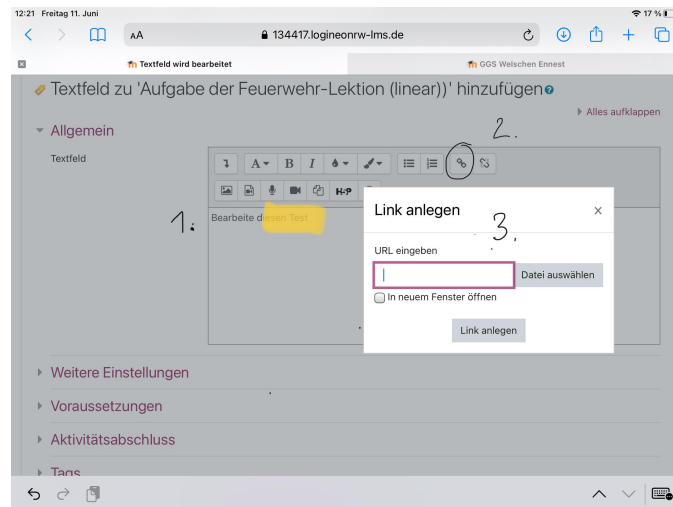 12:21 Freitag 11. Juni 17 %
AA 134417.logineonrw-lms.de
Textfeld wird bearbeitet GGS Welschen Ennest
Textfeld zu 'Aufgabe der Feuerwehr-Lektion (linear))' hinzufügen
Alles aufklappen
2.
Allgemein
Textfeld
A B I
H-P
1. Bearbeite diesen Test
Link anlegen ×
3.
URL eingeben
Datei auswählen
In neuem Fenster öffnen
Link anlegen
Weitere Einstellungen
Voraussetzungen
Aktivitätsabschluss
Tags